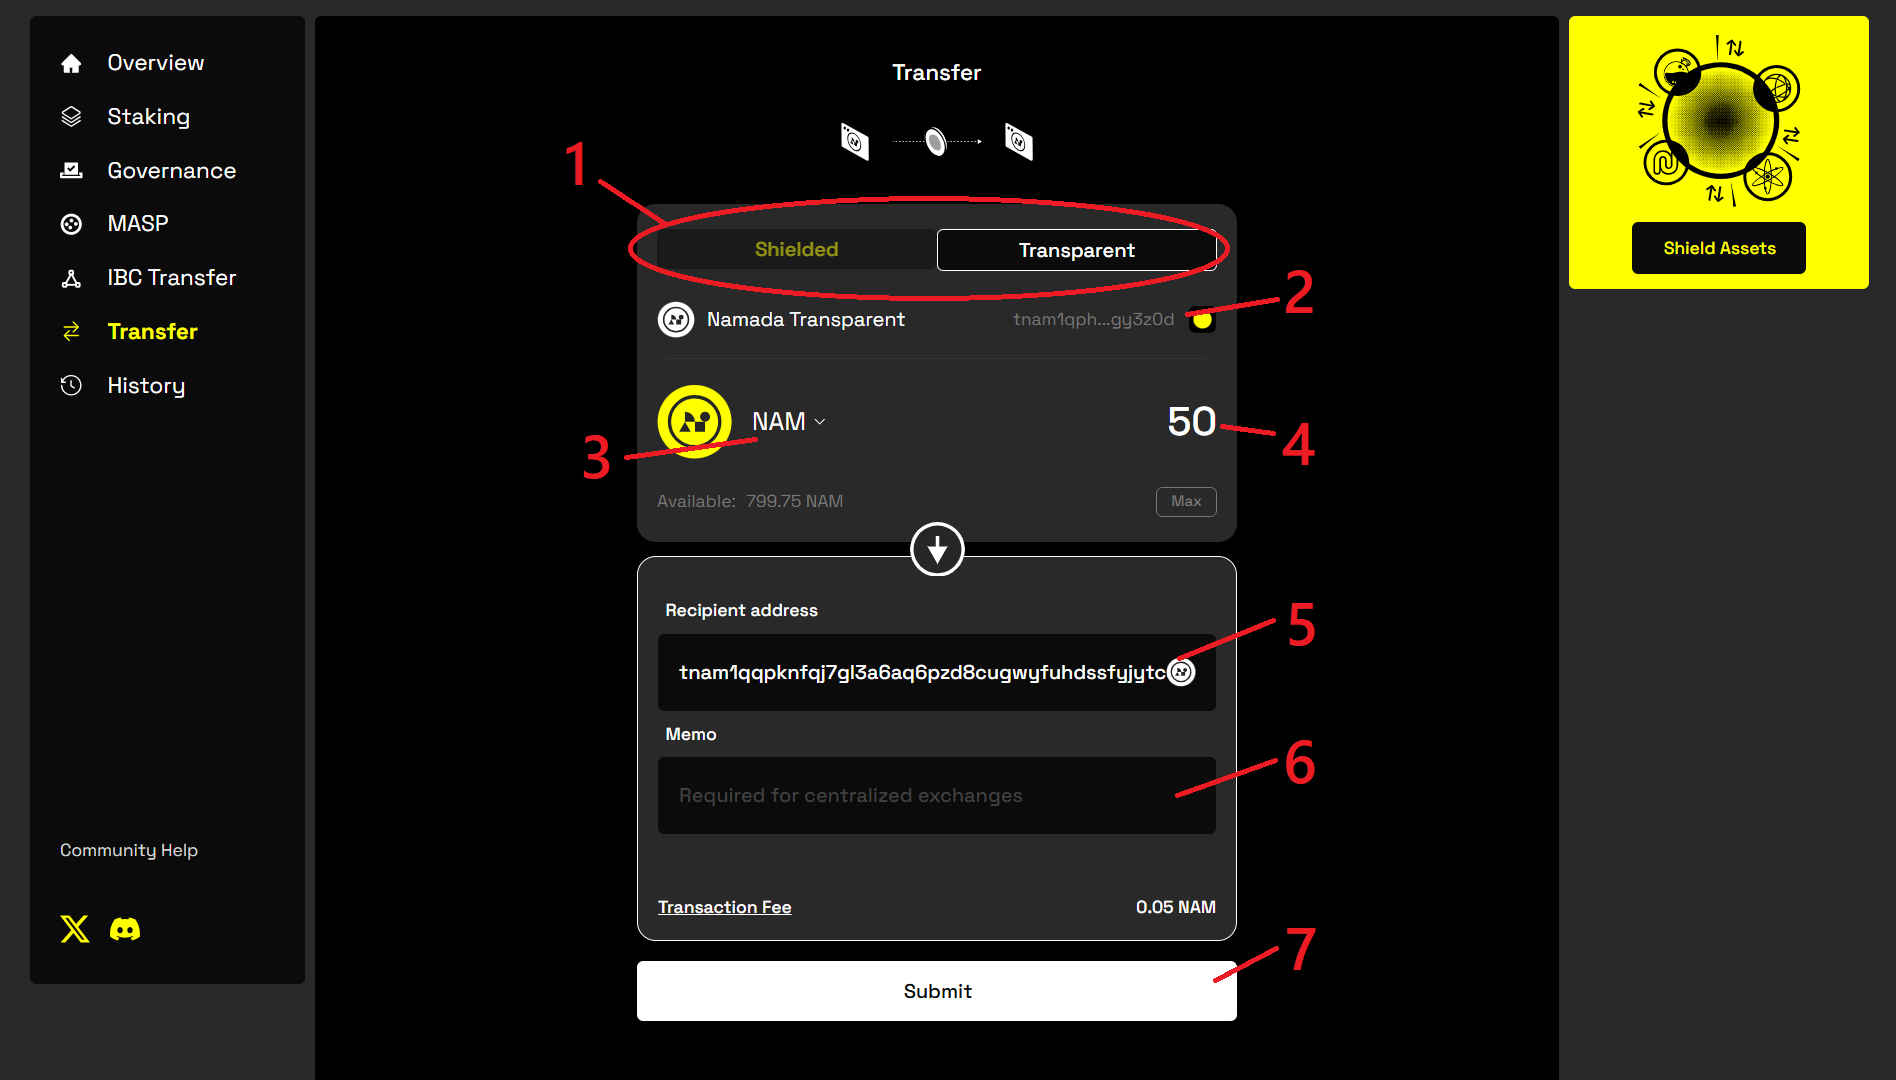 Overview
Staking
Governance
MASP
IBC Transfer
Transfer
History
Community Help
Transfer
1
Shielded
Transparent
2
Namada Transparent
tnam1qph...gy3z0d
3
NAM
50
4
Available: 799.75 NAM
Max
Recipient address
5
tnam1qqpknfqj7gl3a6aq6pzd8cugwyfuhdssfyjytc
Memo
6
Required for centralized exchanges
Transaction Fee
0.05 NAM
7
Submit
Shield Assets